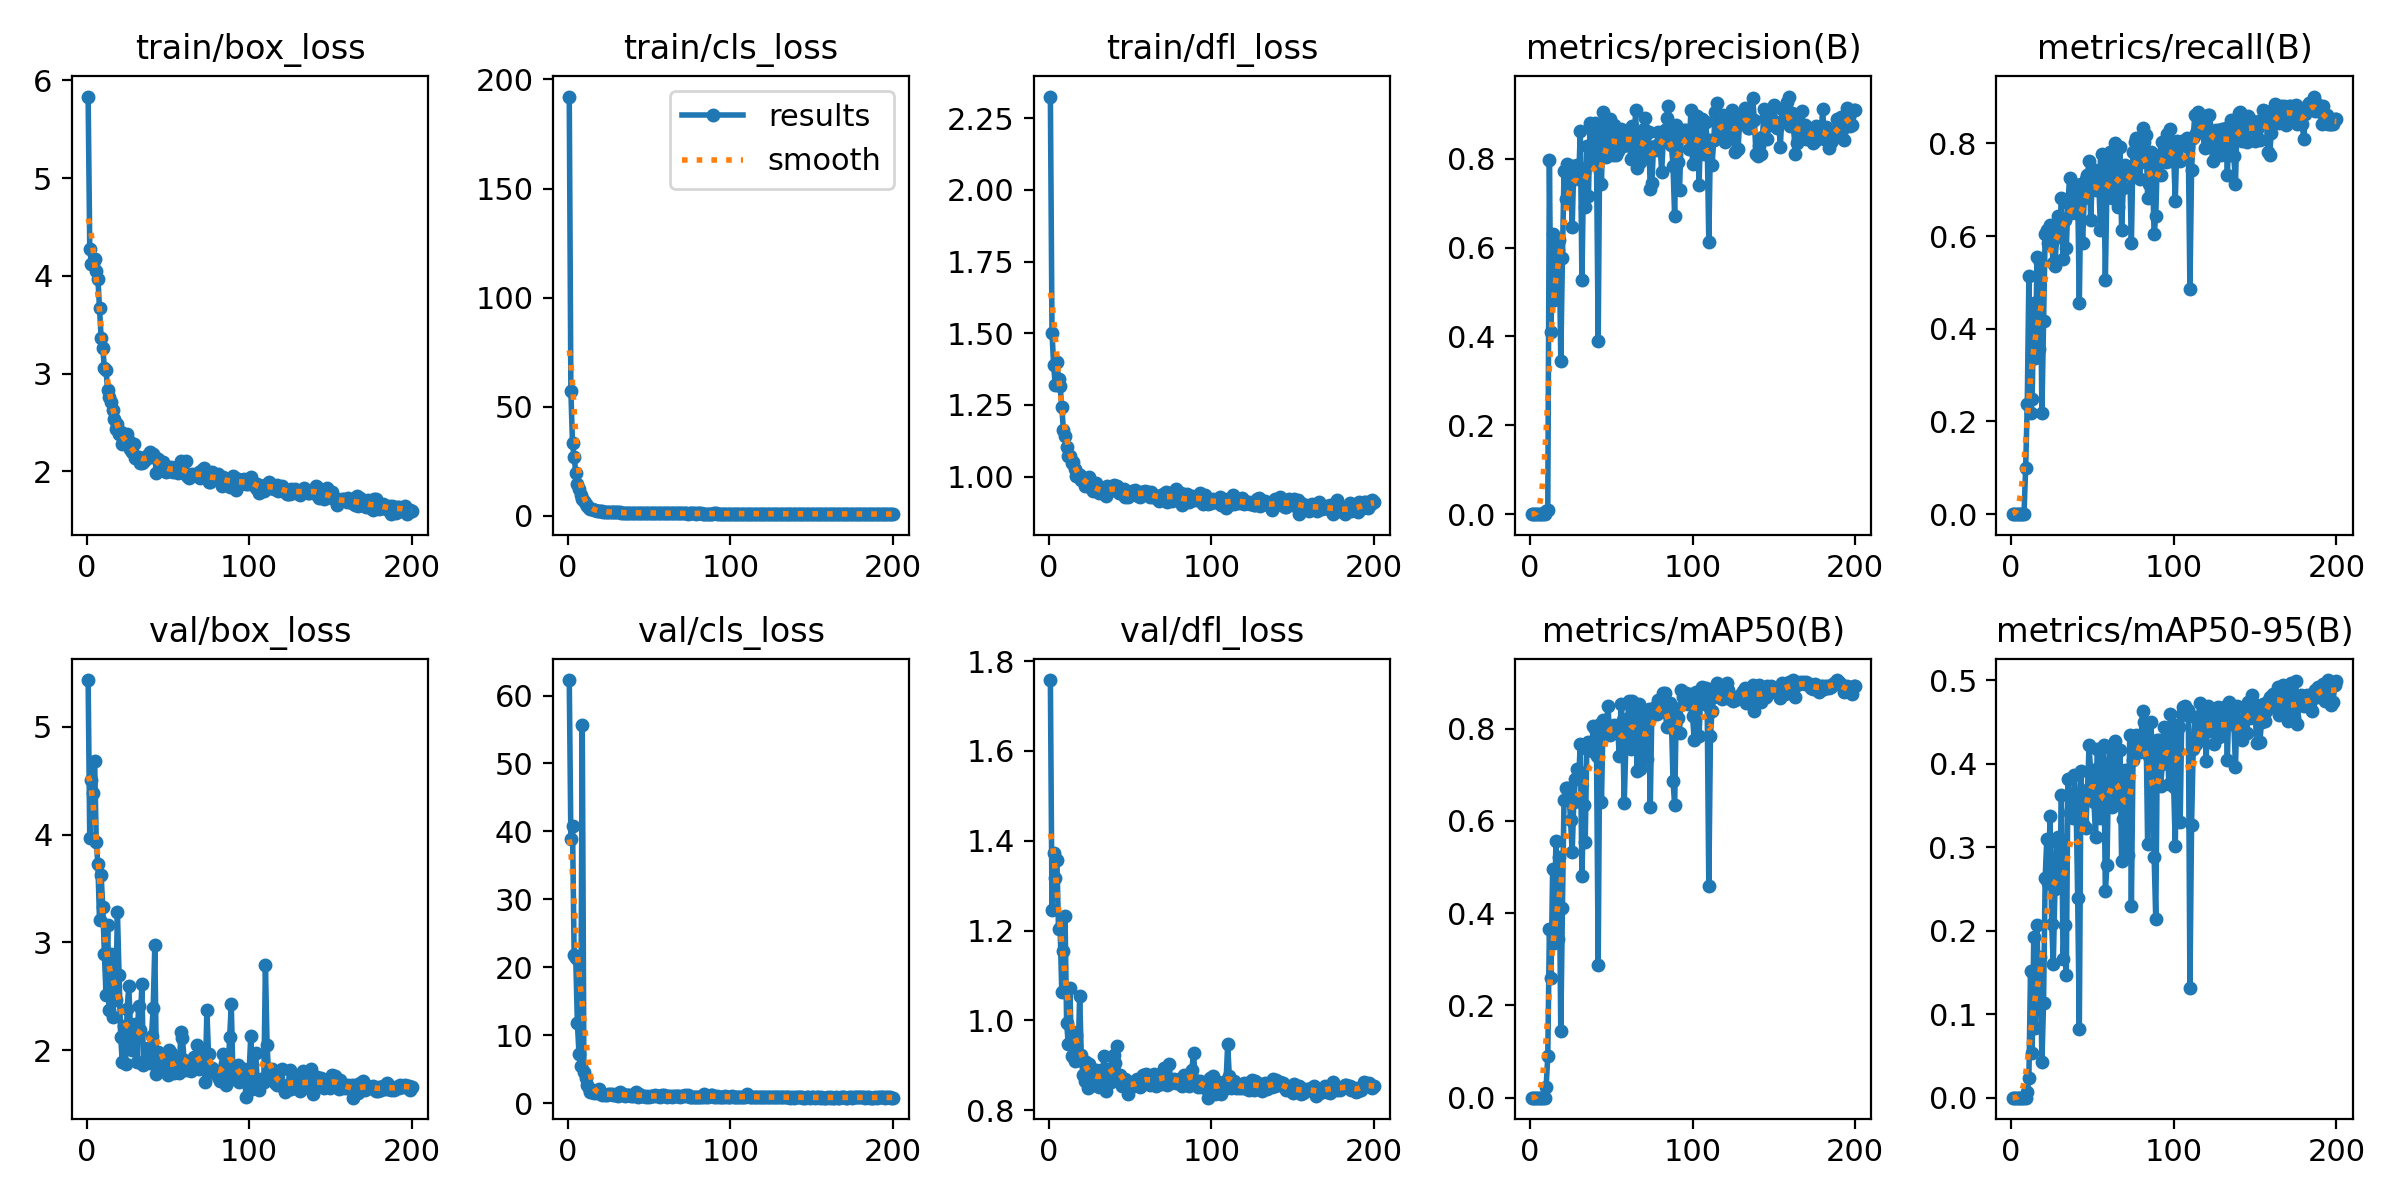 train/box_loss
train/cls_loss
train/dfl_loss
metrics/precision(B)
metrics/recall(B)
6
5
4
3
2
0 100 200
200
150
100
50
0
results
smooth
0 100 200
2.25
2.00
1.75
1.50
1.25
1.00
0 100 200
0.8
0.6
0.4
0.2
0.0
0 100 200
0.8
0.6
0.4
0.2
0.0
0 100 200
val/box_loss
val/cls_loss
val/dfl_loss
metrics/mAP50(B)
metrics/mAP50-95(B)
5
4
3
2
0 100 200
60
50
40
30
20
10
0
0 100 200
1.8
1.6
1.4
1.2
1.0
0.8
0 100 200
0.8
0.6
0.4
0.2
0.0
0 100 200
0.5
0.4
0.3
0.2
0.1
0.0
0 100 200